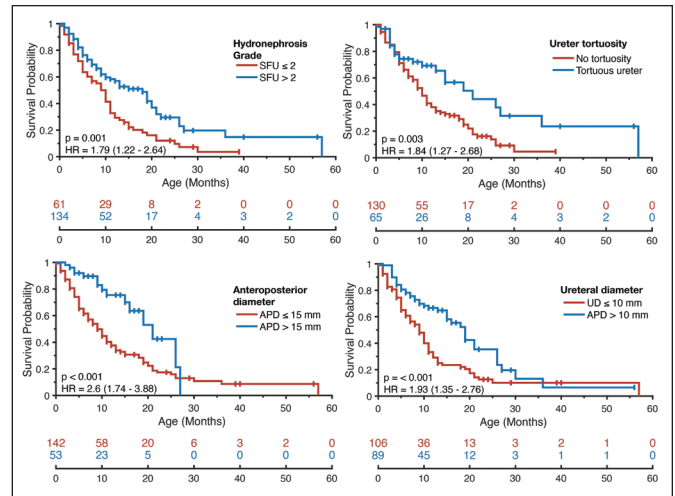 Survival Probability
1
0.8
0.6
0.4
0.2
0
Hydronephrosis
Grade
SFU ≤ 2
SFU > 2
p = 0.001
HR = 1.79 (1.22 - 2.64)
0 10 20 30 40 50 60
Age (Months)
61 29 8 2 0 0 0
134 52 17 4 3 2 0
0 10 20 30 40 50 60
Survival Probability
1
0.8
0.6
0.4
0.2
0
Ureter tortuosity
No tortuosity
Tortuous ureter
p = 0.003
HR = 1.84 (1.27 - 2.68)
0 10 20 30 40 50 60
Age (Months)
130 55 17 2 0 0 0
65 26 8 4 3 2 0
0 10 20 30 40 50 60
Survival Probability
1
0.8
0.6
0.4
0.2
0
Anteroposterior
diameter
APD ≤ 15 mm
APD > 15 mm
p < 0.001
HR = 2.6 (1.74 - 3.88)
0 10 20 30 40 50 60
Age (Months)
142 58 20 6 3 2 0
53 23 5 0 0 0 0
0 10 20 30 40 50 60
Survival Probability
1
0.8
0.6
0.4
0.2
0
Ureteral diameter
UD ≤ 10 mm
APD > 10 mm
p = <0.001
HR = 1.93 (1.35 - 2.76)
0 10 20 30 40 50 60
Age (Months)
106 36 13 3 2 1 0
89 45 12 3 1 1 0
0 10 20 30 40 50 60